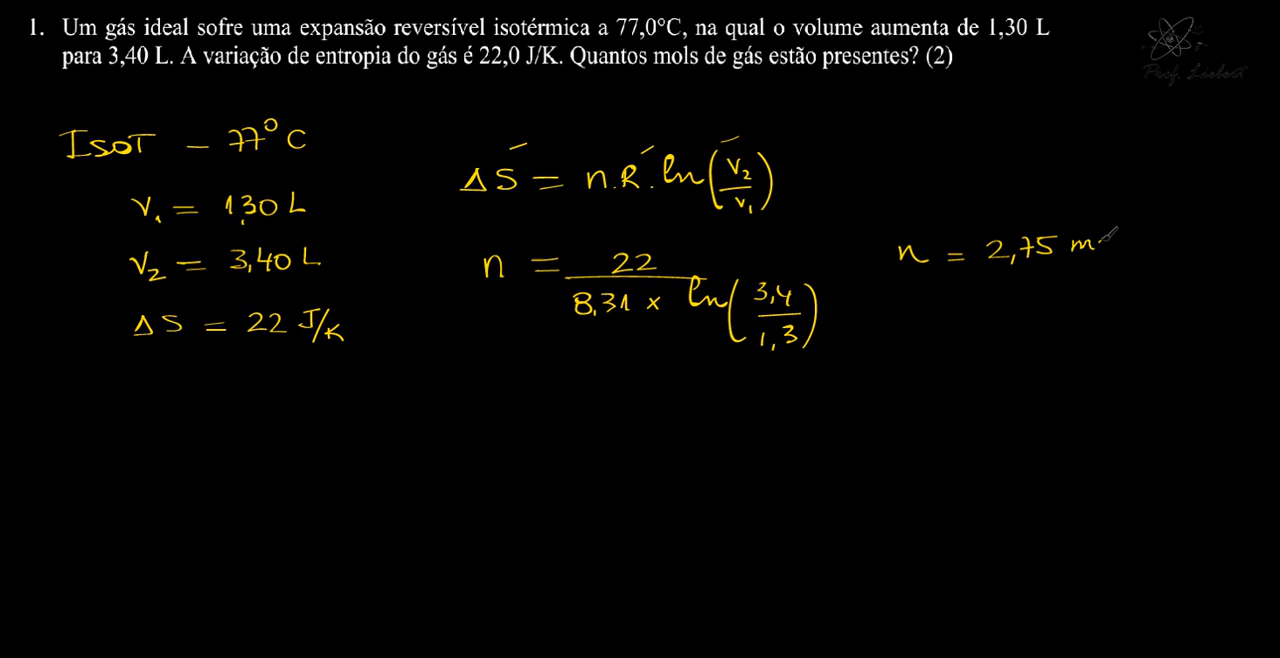 1. Um gás ideal sofre uma expansão reversível isotérmica a 77,0°C, na qual o volume aumenta de 1,30 L
para 3,40 L. A variação de entropia do gás é 22,0 J/K. Quantos mols de gás estão presentes? (2)
Prof. Liebert
IsoT - 77°C
V₁ = 1,30 L
V₂ = 3,40 L
ΔS = 22 J/K
ΔS = n.R.ln(V₂/V₁)
n = 22/8,31 x ln(3,4/1,3)
n = 2,75 m